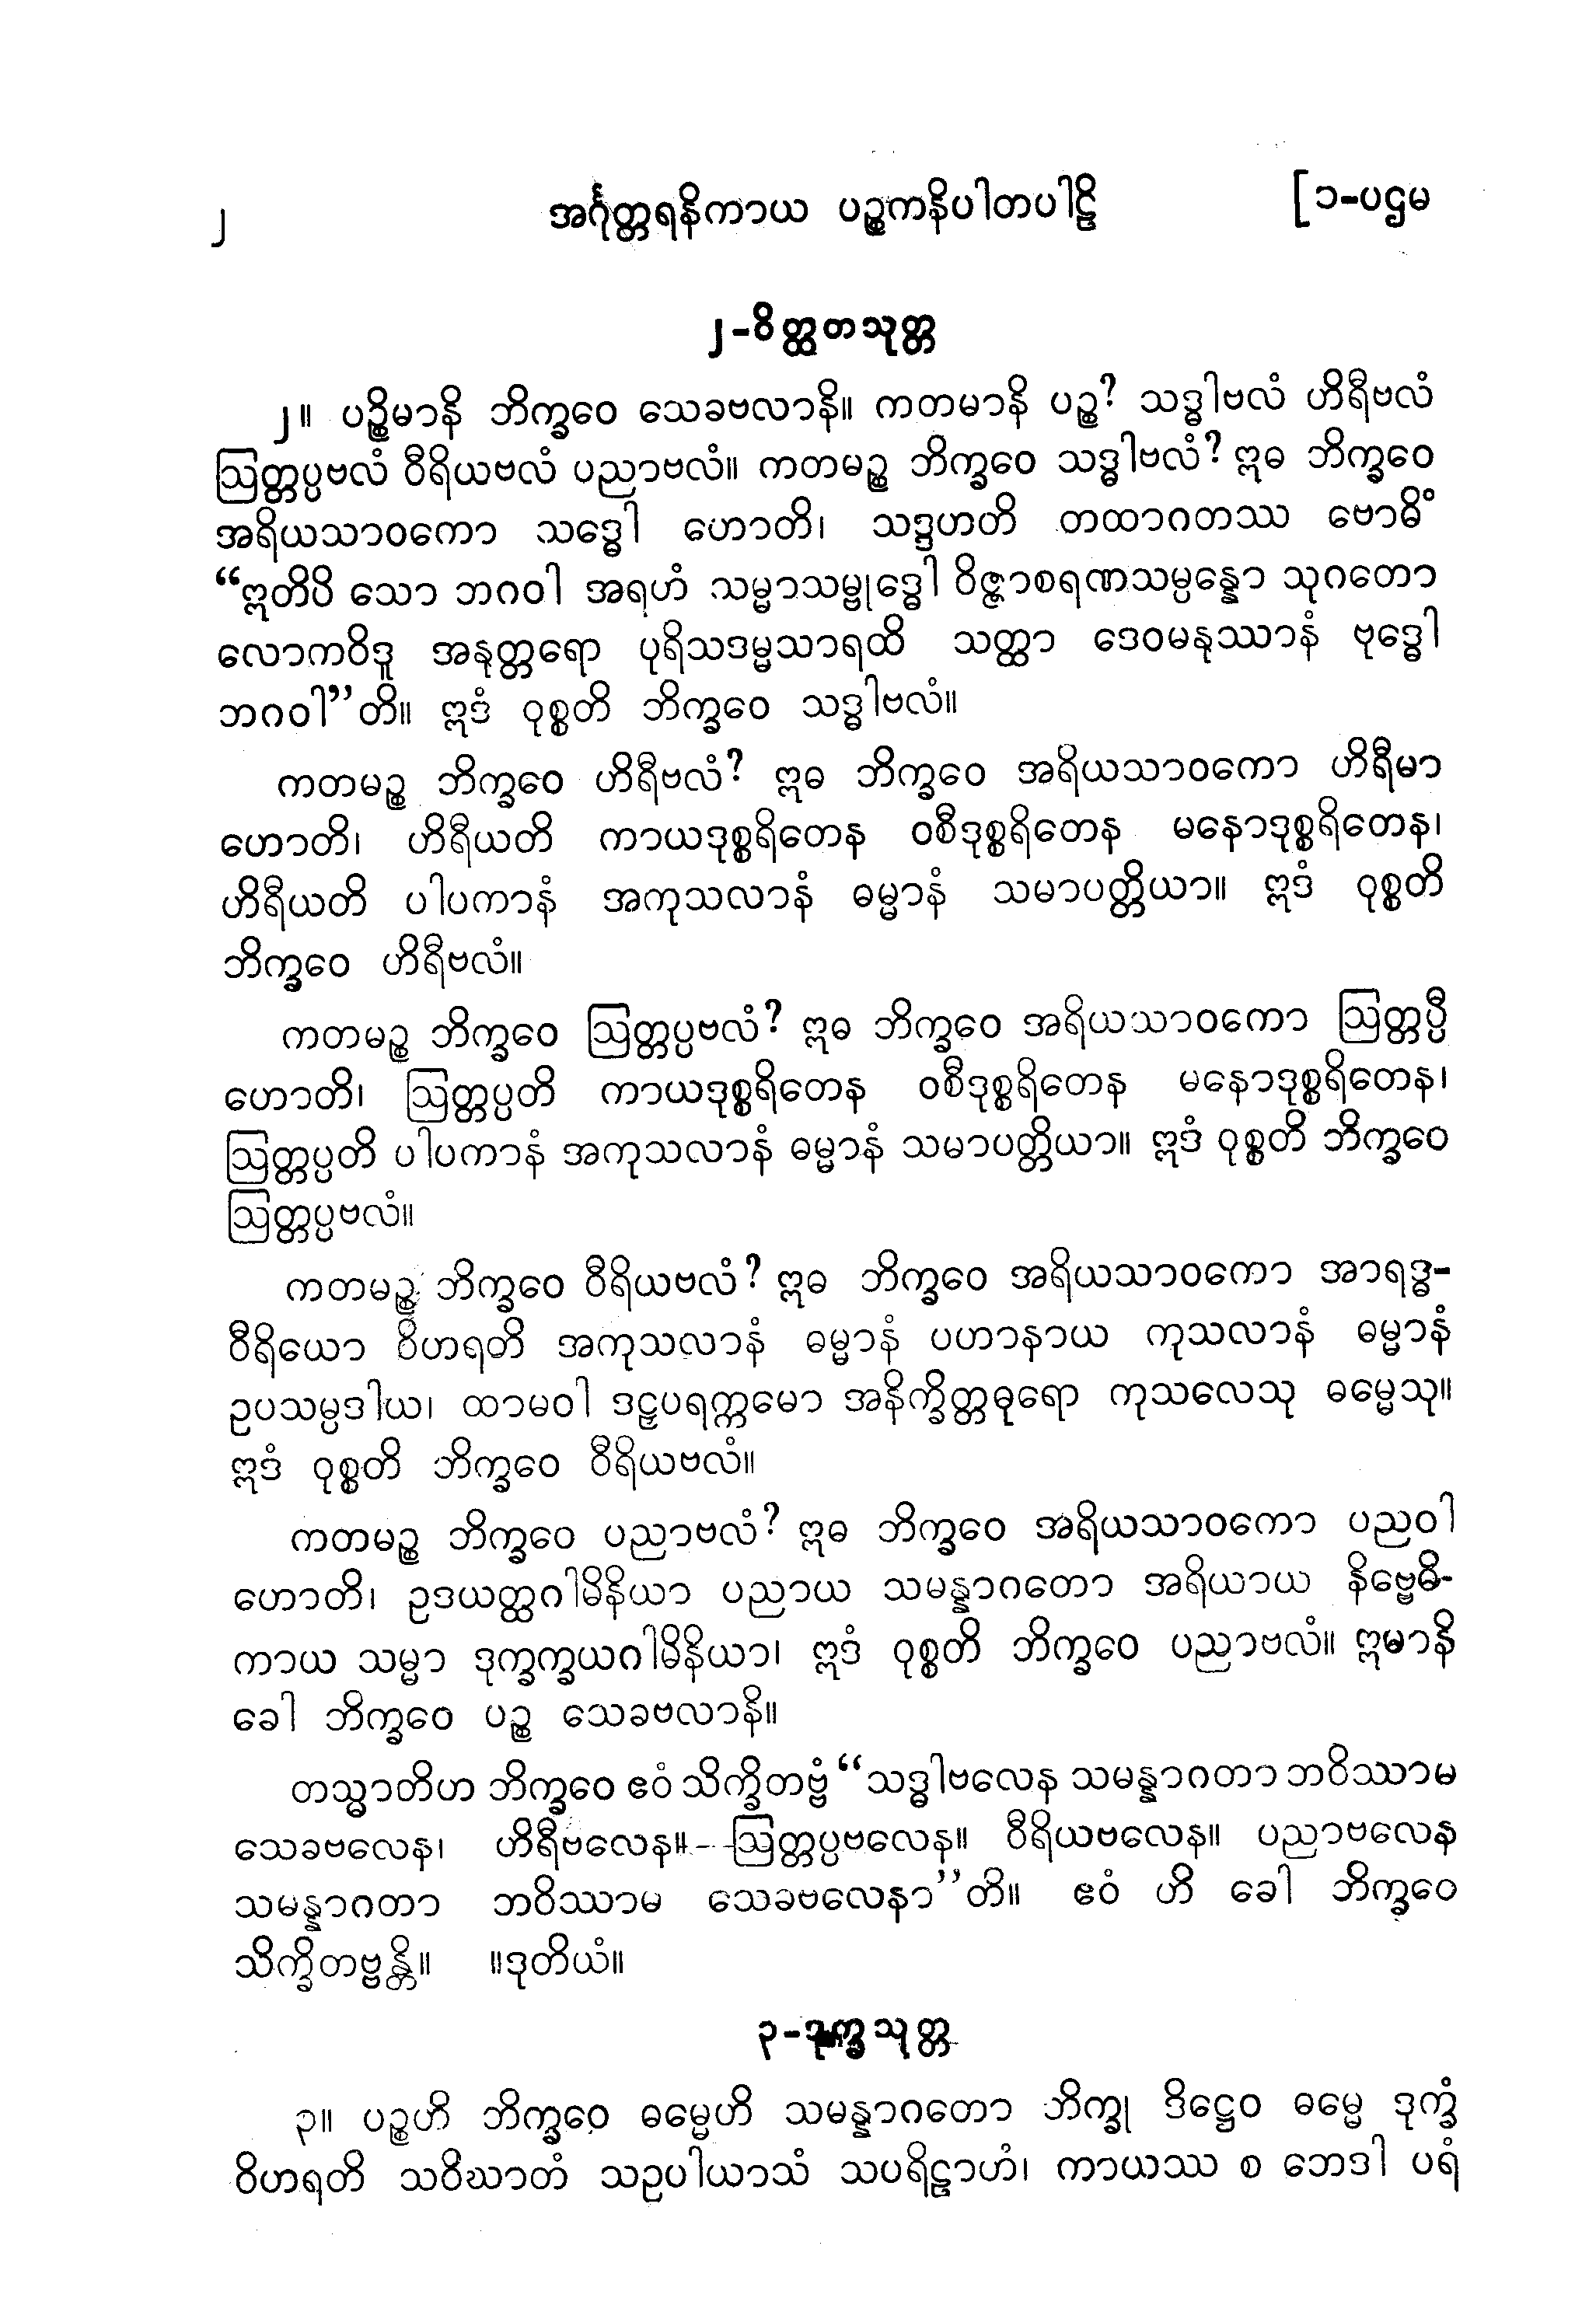 ၂ အင်္ဂုတ္တရနိကာယ ပဉ္စကနိပါတပါဠိ [ ၁-ပဌမ
၂-ဝိတ္ထတသုတ္တ
၂။ ပဉ္စိမာနိ ဘိက္ခဝေ သေခဗလာနိ။ ကတမာနိ ပဉ္စ? သဒ္ဓါဗလံ ဟိရီဗလံ
ဩတ္တပ္ပဗလံ ဝီရိယဗလံ ပညာဗလံ။ ကတမဉ္စ ဘိက္ခဝေ သဒ္ဓါဗလံ? ဣဓ ဘိက္ခဝေ
အရိယသာဝကော သဒ္ဓေါ ဟောတိ၊ သဒ္ဒဟတိ တထာဂတဿ ဗောဓိံ
“ဣတိပိ သော ဘဂဝါ အရဟံ သမ္မာသမ္ဗုဒ္ဓေါ ဝိဇ္ဇာစရဏသမ္ပန္နော သုဂတော
လောကဝိဒူ အနုတ္တရော ပုရိသဒမ္မသာရထိ သတ္ထာ ဒေဝမနုဿာနံ ဗုဒ္ဓေါ
ဘဂဝါ”တိ။ ဣဒံ ဝုစ္စတိ ဘိက္ခဝေ သဒ္ဓါဗလံ။
ကတမဉ္စ ဘိက္ခဝေ ဟိရီဗလံ? ဣဓ ဘိက္ခဝေ အရိယသာဝကော ဟိရီမာ
ဟောတိ၊ ဟိရီယတိ ကာယဒုစ္စရိတေန ဝစီဒုစ္စရိတေန မနောဒုစ္စရိတေန၊
ဟိရီယတိ ပါပကာနံ အကုသလာနံ ဓမ္မာနံ သမာပတ္တိယာ။ ဣဒံ ဝုစ္စတိ
ဘိက္ခဝေ ဟိရီဗလံ။
ကတမဉ္စ ဘိက္ခဝေ ဩတ္တပ္ပဗလံ? ဣဓ ဘိက္ခဝေ အရိယသာဝကော ဩတ္တပ္ပီ
ဟောတိ၊ ဩတ္တပ္ပတိ ကာယဒုစ္စရိတေန ဝစီဒုစ္စရိတေန မနောဒုစ္စရိတေန၊
ဩတ္တပ္ပတိ ပါပကာနံ အကုသလာနံ ဓမ္မာနံ သမာပတ္တိယာ။ ဣဒံ ဝုစ္စတိ ဘိက္ခဝေ
ဩတ္တပ္ပဗလံ။
ကတမဉ္စ ဘိက္ခဝေ ဝီရိယဗလံ? ဣဓ ဘိက္ခဝေ အရိယသာဝကော အာရဒ္ဓ-
ဝီရိယော ဝိဟရတိ အကုသလာနံ ဓမ္မာနံ ပဟာနာယ ကုသလာနံ ဓမ္မာနံ
ဥပသမ္ပဒါယ၊ ထာမဝါ ဒဠှပရက္ကမော အနိက္ခိတ္တဓုရော ကုသလေသု ဓမ္မေသု။
ဣဒံ ဝုစ္စတိ ဘိက္ခဝေ ဝီရိယဗလံ။
ကတမဉ္စ ဘိက္ခဝေ ပညာဗလံ? ဣဓ ဘိက္ခဝေ အရိယသာဝကော ပညဝါ
ဟောတိ၊ ဥဒယတ္ထဂါမိနိယာ ပညာယ သမန္နာဂတော အရိယာယ နိဗ္ဗေဓိ-
ကာယ သမ္မာ ဒုက္ခက္ခယဂါမိနိယာ၊ ဣဒံ ဝုစ္စတိ ဘိက္ခဝေ ပညာဗလံ။ ဣမာနိ
ခေါ ဘိက္ခဝေ ပဉ္စ သေခဗလာနိ။
တသ္မာတိဟ ဘိက္ခဝေ ဧဝံ သိက္ခိတဗ္ဗံ “သဒ္ဓါဗလေန သမန္နာဂတာ ဘဝိဿာမ
သေခဗလေန၊ ဟိရီဗလေန။ ဩတ္တပ္ပဗလေန။ ဝီရိယဗလေန။ ပညာဗလေန
သမန္နာဂတာ ဘဝိဿာမ သေခဗလေနာ”တိ။ ဧဝံ ဟိ ခေါ ဘိက္ခဝေ
သိက္ခိတဗ္ဗန္တိ။ ။ဒုတိယံ။
၃-ဒုက္ခသုတ္တ
၃။ ပဉ္စဟိ ဘိက္ခဝေ ဓမ္မေဟိ သမန္နာဂတော ဘိက္ခု ဒိဋ္ဌေဝ ဓမ္မေ ဒုက္ခံ
ဝိဟရတိ သဝိဃာတံ သဥပါယာသံ သပရိဠာဟံ၊ ကာယဿ စ ဘေဒါ ပရံ